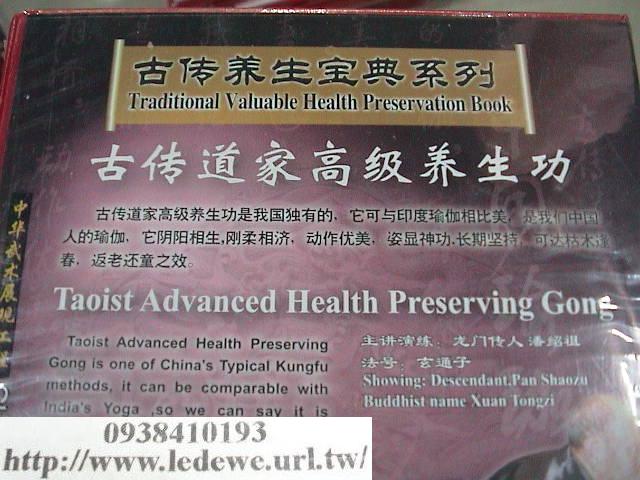 古传养生宝典系列
Traditional Valuable Health Preservation Book
古传道家高级养生功
古传道家高级养生功是我国独有的，它可与印度瑜伽相比美，是我们中国
人的瑜伽，它阴阳相生,刚柔相济，动作优美，姿显神功.长期坚持，可达枯木逢
春，返老还童之效。
Taoist Advanced Health Preserving Gong
Taoist Advanced Health Preserving
Gong is one of China's Typical Kungfu
methods, it can be comparable with
India's Yoga ,so we can say it is
主讲演练：龙门传人 潘绍祖
法号：玄通子
Showing: Descendant.Pan Shaozu
Buddhist name Xuan Tongzi
中华武术展现工程
0938410193
http://www.ledewe.url.tw/